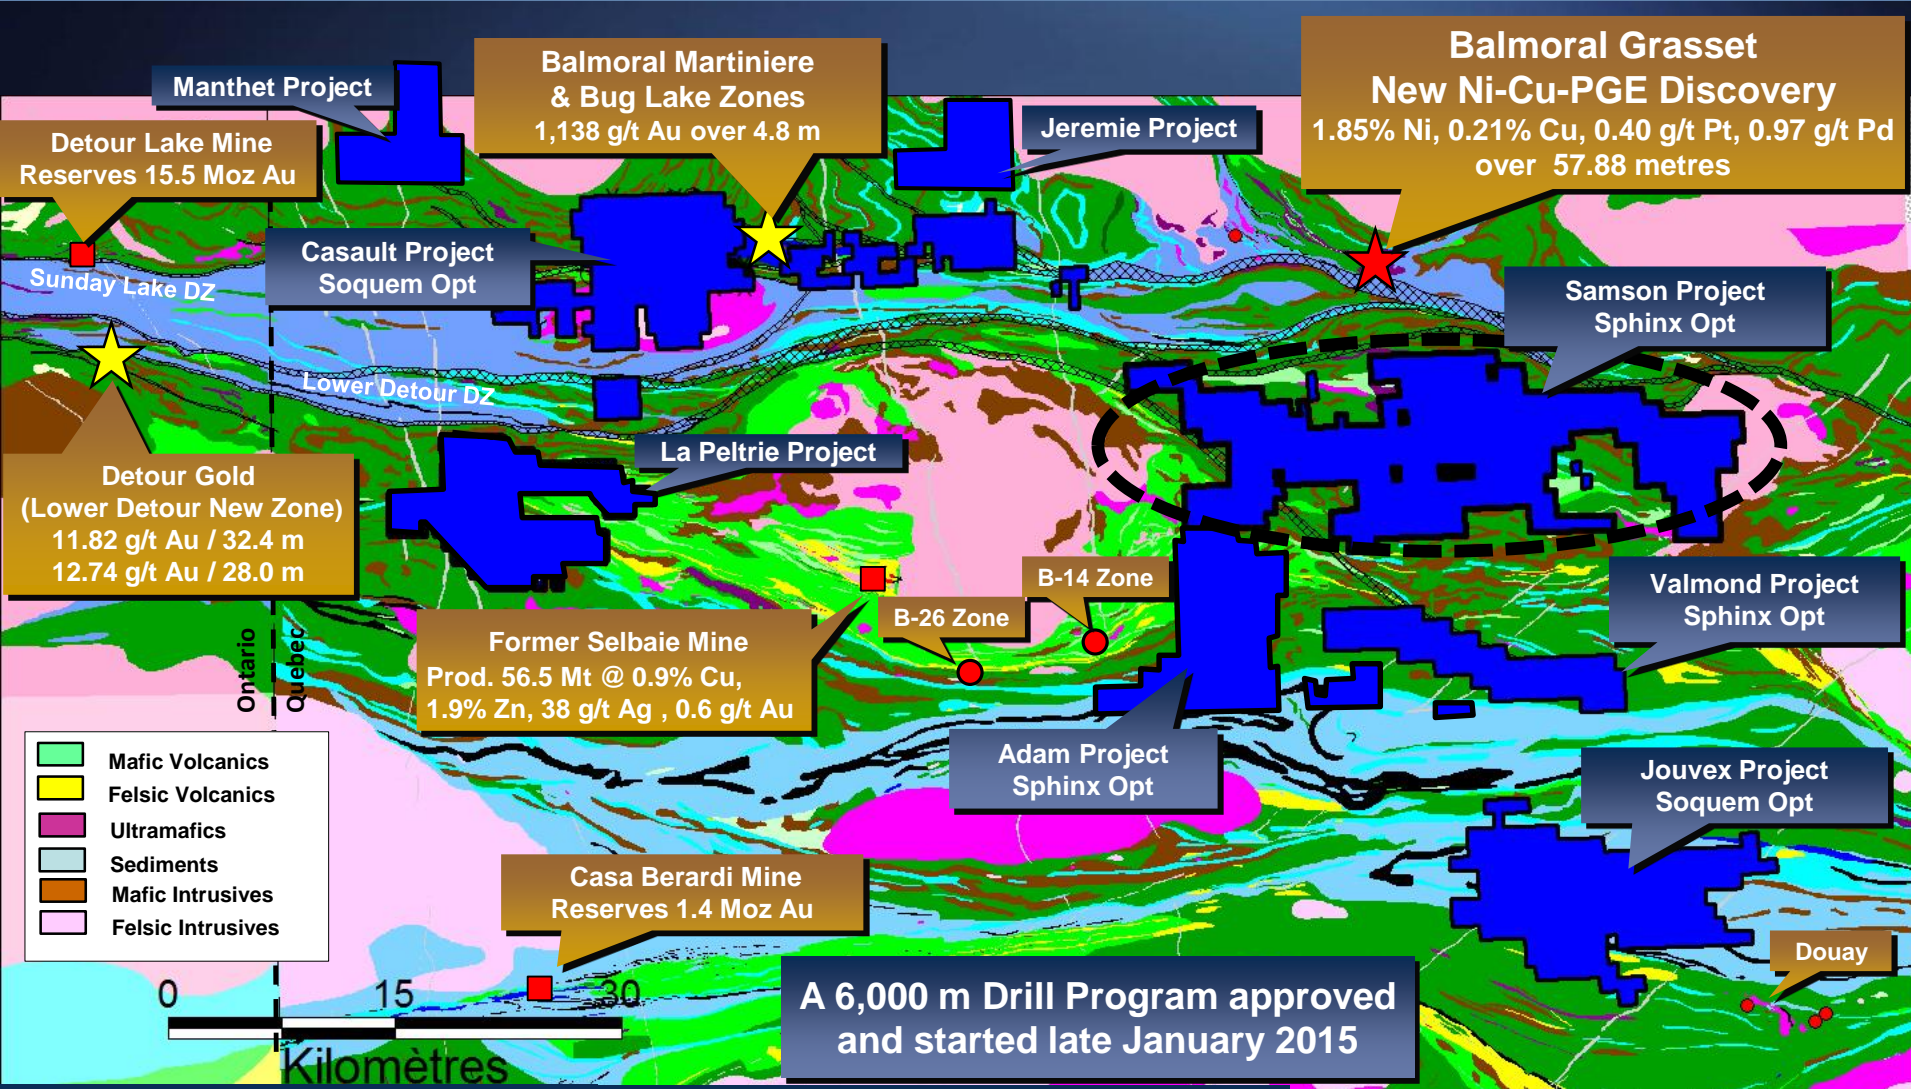 Manthet Project
Balmoral Martiniere
& Bug Lake Zones
1,138 g/t Au over 4.8 m
Jeremie Project
Balmoral Grasset
New Ni-Cu-PGE Discovery
1.85% Ni, 0.21% Cu, 0.40 g/t Pt, 0.97 g/t Pd
over 57.88 metres
Detour Lake Mine
Reserves 15.5 Moz Au
Casault Project
Soquem Opt
Sunday Lake DZ
Samson Project
Sphinx Opt
Lower Detour DZ
La Peltrie Project
Detour Gold
(Lower Detour New Zone)
11.82 g/t Au / 32.4 m
12.74 g/t Au / 28.0 m
B-14 Zone
B-26 Zone
Valmond Project
Sphinx Opt
Ontario
Quebec
Former Selbaie Mine
Prod. 56.5 Mt @ 0.9% Cu,
1.9% Zn, 38 g/t Ag , 0.6 g/t Au
Adam Project
Sphinx Opt
Jouvex Project
Soquem Opt
Mafic Volcanics
Felsic Volcanics
Ultramafics
Sediments
Mafic Intrusives
Felsic Intrusives
Casa Berardi Mine
Reserves 1.4 Moz Au
Douay
0 15 30
Kilomètres
A 6,000 m Drill Program approved
and started late January 2015